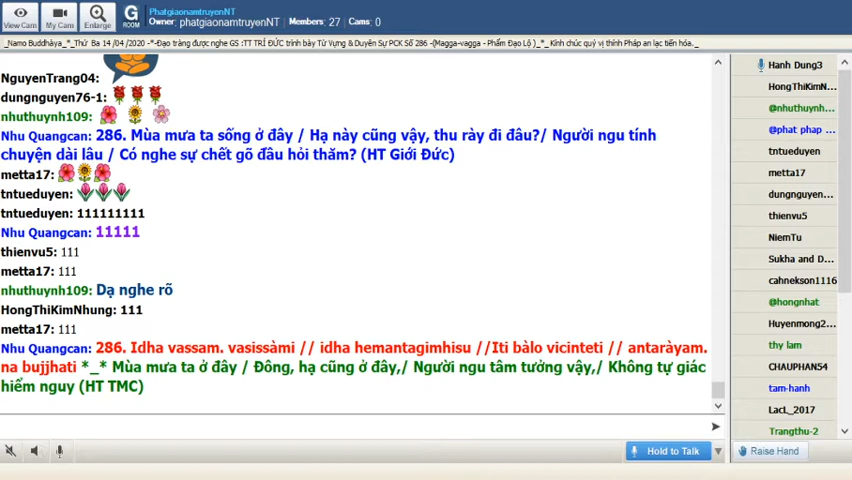 View Cam
My Cam
Enlarge
G ROOM
PhatgiaonamtruyenNT
Owner: phatgiaonamtruyenNT Members: 27 Cams: 0
_Namo Buddhàya_*_Thứ Ba 14 /04 /2020 -*-Đạo tràng được nghe GS :TT TRÍ ĐỨC trình bày Từ Vựng & Duyên Sự PCK Số 286 -(Magga-vagga - Phẩm Đạo Lộ )_*_ Kính chúc quý vị thính Pháp an lạc tiến hóa._
NguyenTrang04:
dungnguyen76-1:
nhuthuynh109:
Nhu Quangcan: 286. Mùa mưa ta sống ở đây / Hạ này cũng vậy, thu rày đi đâu?/ Người ngu tính
chuyện dài lâu / Có nghe sự chết gõ đầu hỏi thăm? (HT Giới Đức)
metta17:
tntueduyen:
tntueduyen: 111111111
Nhu Quangcan: 11111
thienvu5: 111
metta17: 111
nhuthuynh109: Dạ nghe rõ
HongThiKimNhung: 111
metta17: 111
Nhu Quangcan: 286. Idha vassam. vasissàmi // idha hemantagimhisu //Iti bàlo vicinteti // antaràyam.
na bujjhati *_* Mùa mưa ta ở đây / Đông, hạ cũng ở đây,/ Người ngu tâm tưởng vậy,/ Không tự giác
hiểm nguy (HT TMC)
Hold to Talk
Hanh Dung3
HongThiKimN...
@nhuthuynh...
@phat phap ...
tntueduyen
metta17
dungnguyen...
thienvu5
NiemTu
Sukha and D...
cahnekson1116
@hongnhat
Huyenmong2...
thy lam
CHAUPHAN54
tam-hanh
LacL_2017
Trangthu-2
Raise Hand